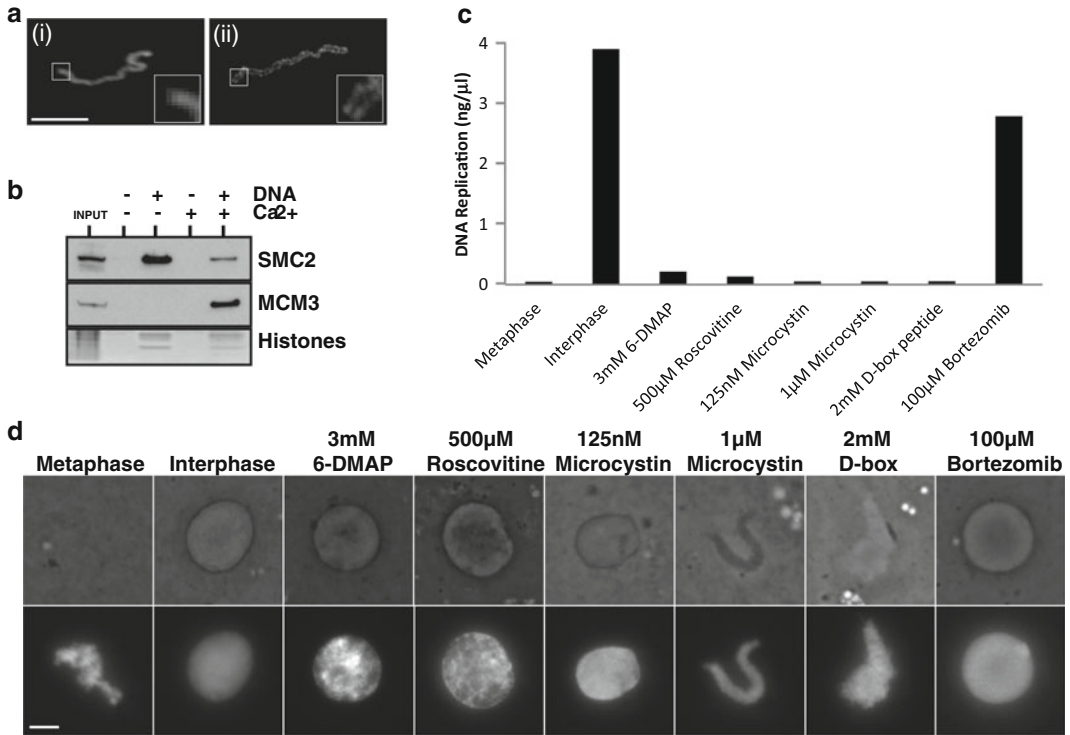 a
(i)
(ii)
b
- + - + DNA
- - + + Ca2+
INPUT
SMC2
MCM3
Histones
c
DNA Replication (ng/µl)
4
3
2
1
0
Metaphase
Interphase
3mM 6-DMAP
500µM Roscovitine
125nM Microcystin
1µM Microcystin
2mM D-box peptide
100µM Bortezomib
d
Metaphase
Interphase
3mM
6-DMAP
500µM
Roscovitine
125nM
Microcystin
1µM
Microcystin
2mM
D-box
100µM
Bortezomib